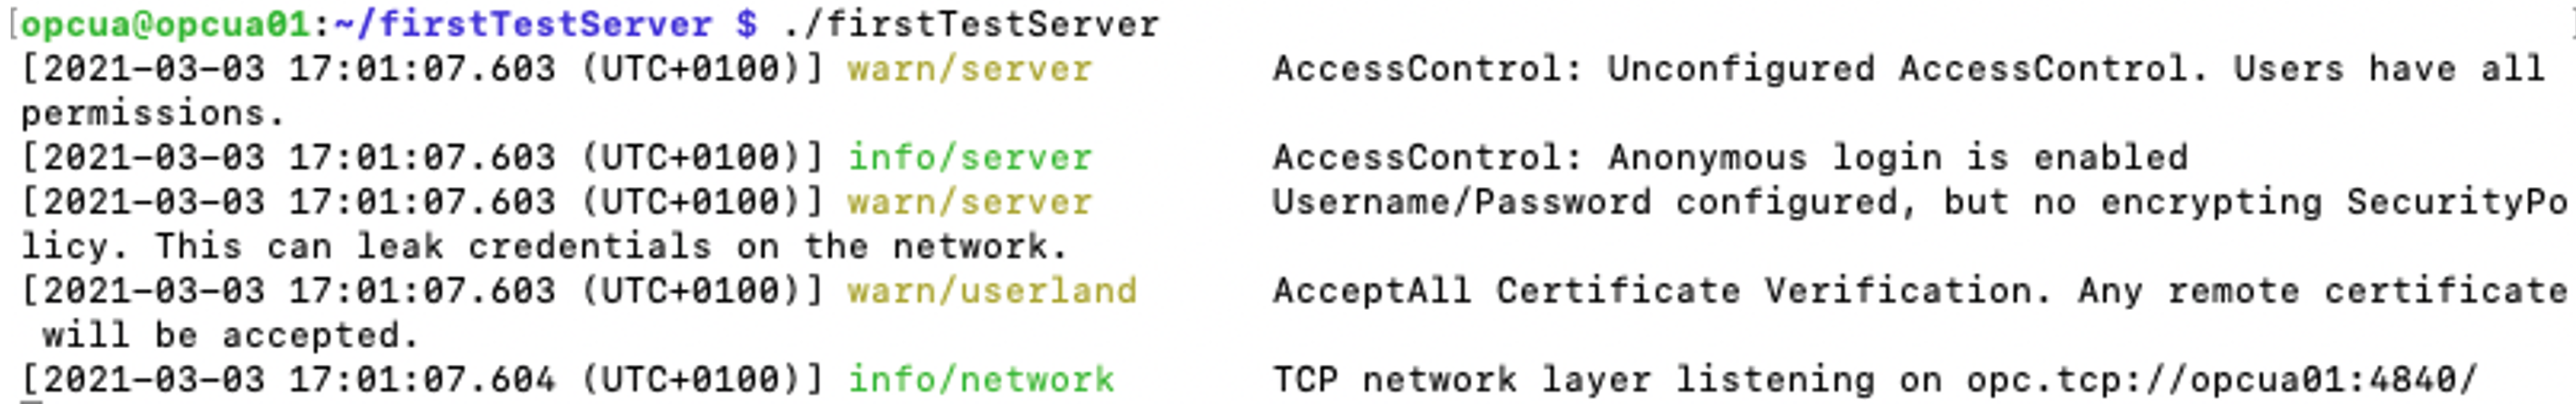 [opcua@opcua01:~/firstTestServer $ ./firstTestServer ]
[2021-03-03 17:01:07.603 (UTC+0100)] warn/server AccessControl: Unconfigured AccessControl. Users have all
permissions.
[2021-03-03 17:01:07.603 (UTC+0100)] info/server AccessControl: Anonymous login is enabled
[2021-03-03 17:01:07.603 (UTC+0100)] warn/server Username/Password configured, but no encrypting SecurityPo
licy. This can leak credentials on the network.
[2021-03-03 17:01:07.603 (UTC+0100)] warn/userland AcceptAll Certificate Verification. Any remote certificate
will be accepted.
[2021-03-03 17:01:07.604 (UTC+0100)] info/network TCP network layer listening on opc.tcp://opcua01:4840/